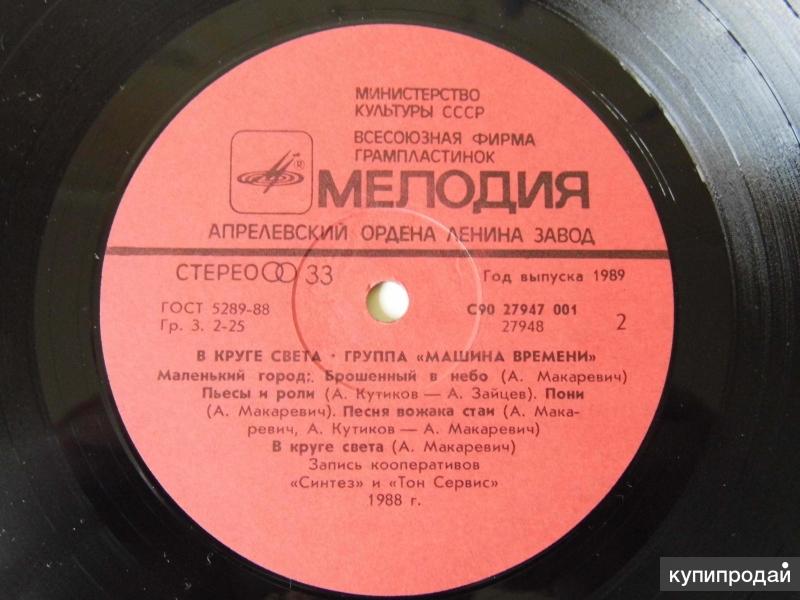 МИНИСТЕРСТВО
КУЛЬТУРЫ СССР
ВСЕСОЮЗНАЯ ФИРМА
ГРАМПЛАСТИНОК
®
МЕЛОДИЯ
АПРЕЛЕВСКИЙ ОРДЕНА ЛЕНИНА ЗАВОД
СТЕРЕО 33
Год выпуска 1989
ГОСТ 5289-88
Гр. 3. 2-25
С90 27947 001
27948
2
В КРУГЕ СВЕТА · ГРУППА «МАШИНА ВРЕМЕНИ»
Маленький город; Брошенный в небо (А. Макаревич)
Пьесы и роли (А. Кутиков — А. Зайцев). Пони
(А. Макаревич). Песня вожака стаи (А. Мака-
ревич, А. Кутиков — А. Макаревич)
В круге света (А. Макаревич)
Запись кооперативов
«Синтез» и «Тон Сервис»
1988 г.
купипродай